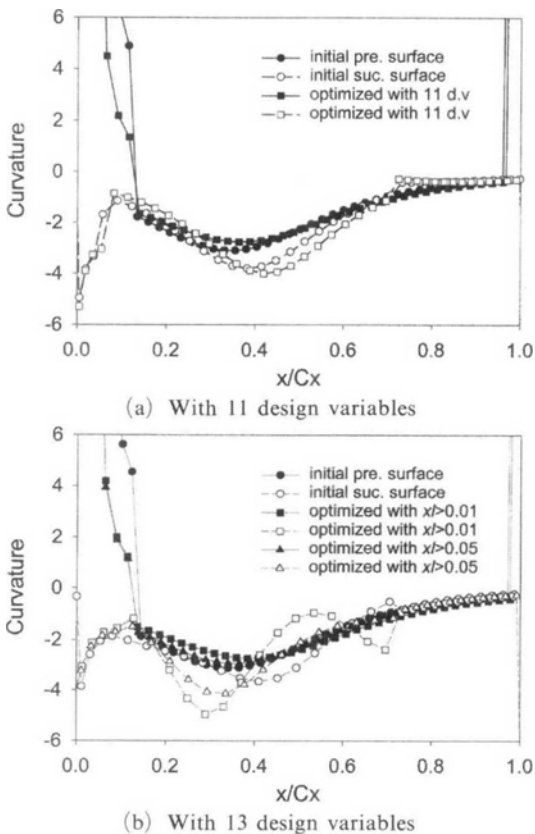 6
4
2
0
-2
-4
-6
Curvature
initial pre. surface
initial suc. surface
optimized with 11 d.v
optimized with 11 d.v
0.0 0.2 0.4 0.6 0.8 1.0
x/Cx
(a) With 11 design variables
6
4
2
0
-2
-4
-6
Curvature
initial pre. surface
initial suc. surface
optimized with xl>0.01
optimized with xl>0.01
optimized with xl>0.05
optimized with xl>0.05
0.0 0.2 0.4 0.6 0.8 1.0
x/Cx
(b) With 13 design variables